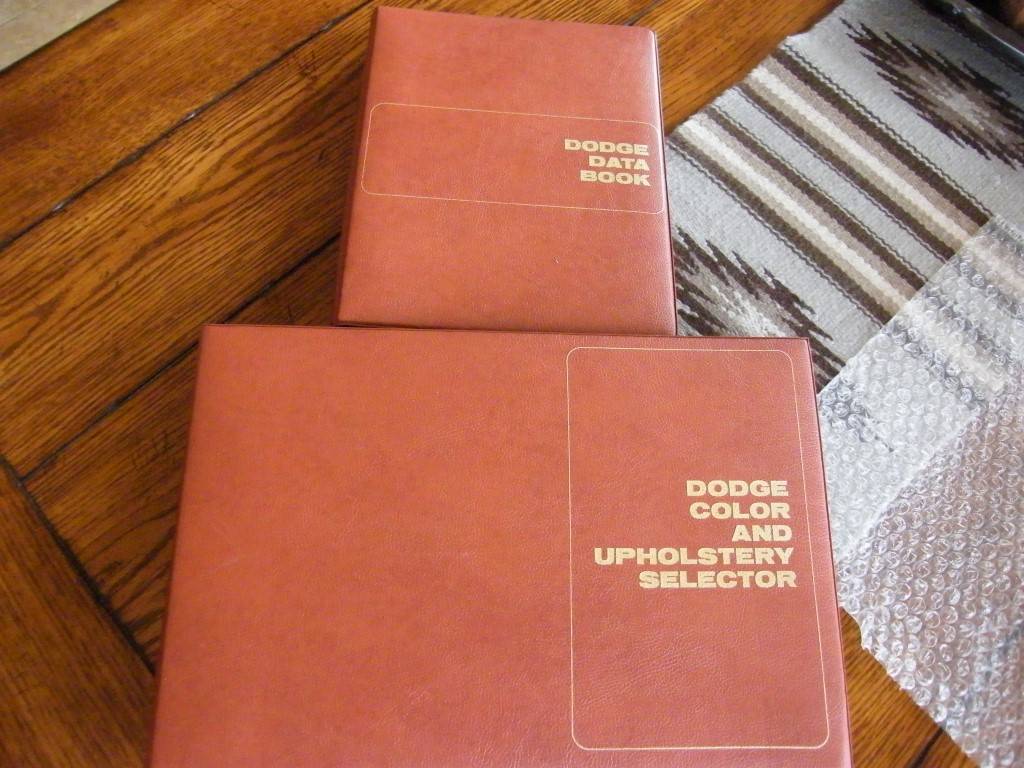 DODGE
DATA
BOOK
DODGE
COLOR
AND
UPHOLSTERY
SELECTOR